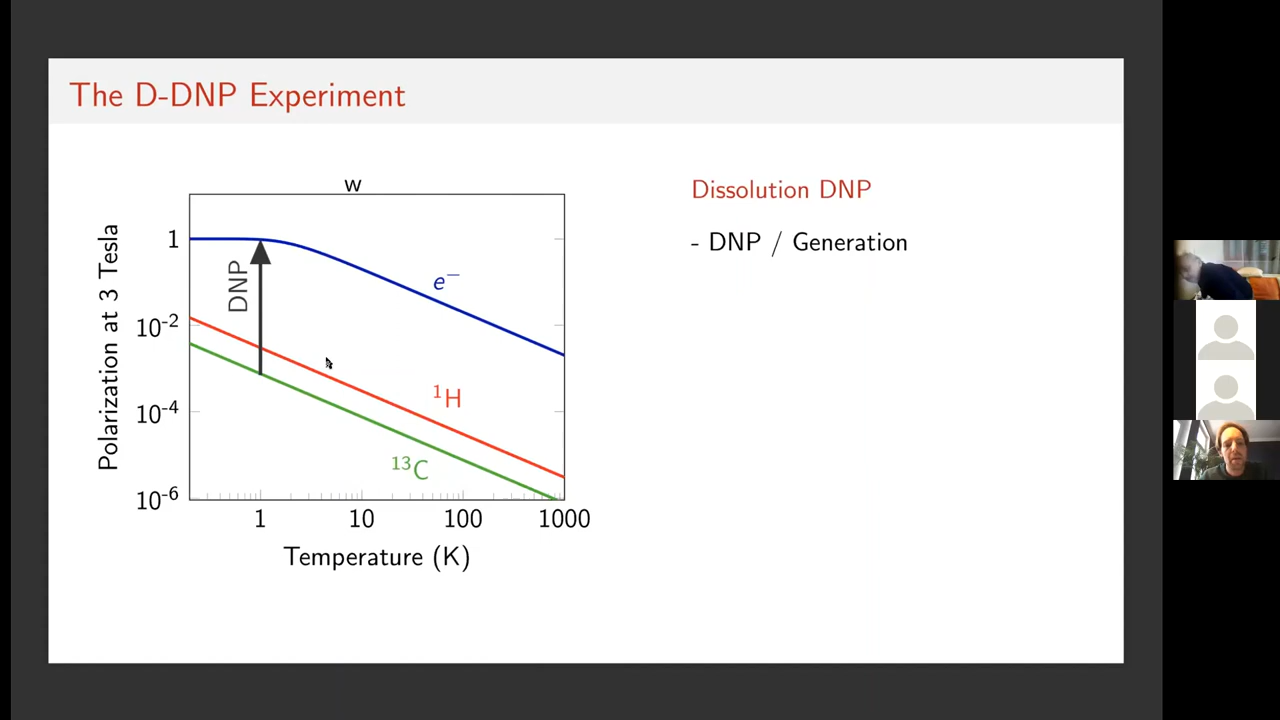 The D-DNP Experiment
w
Polarization at 3 Tesla
1
10-2
10-4
10-6
DNP
e−
1H
13C
1 10 100 1000
Temperature (K)
Dissolution DNP
- DNP / Generation